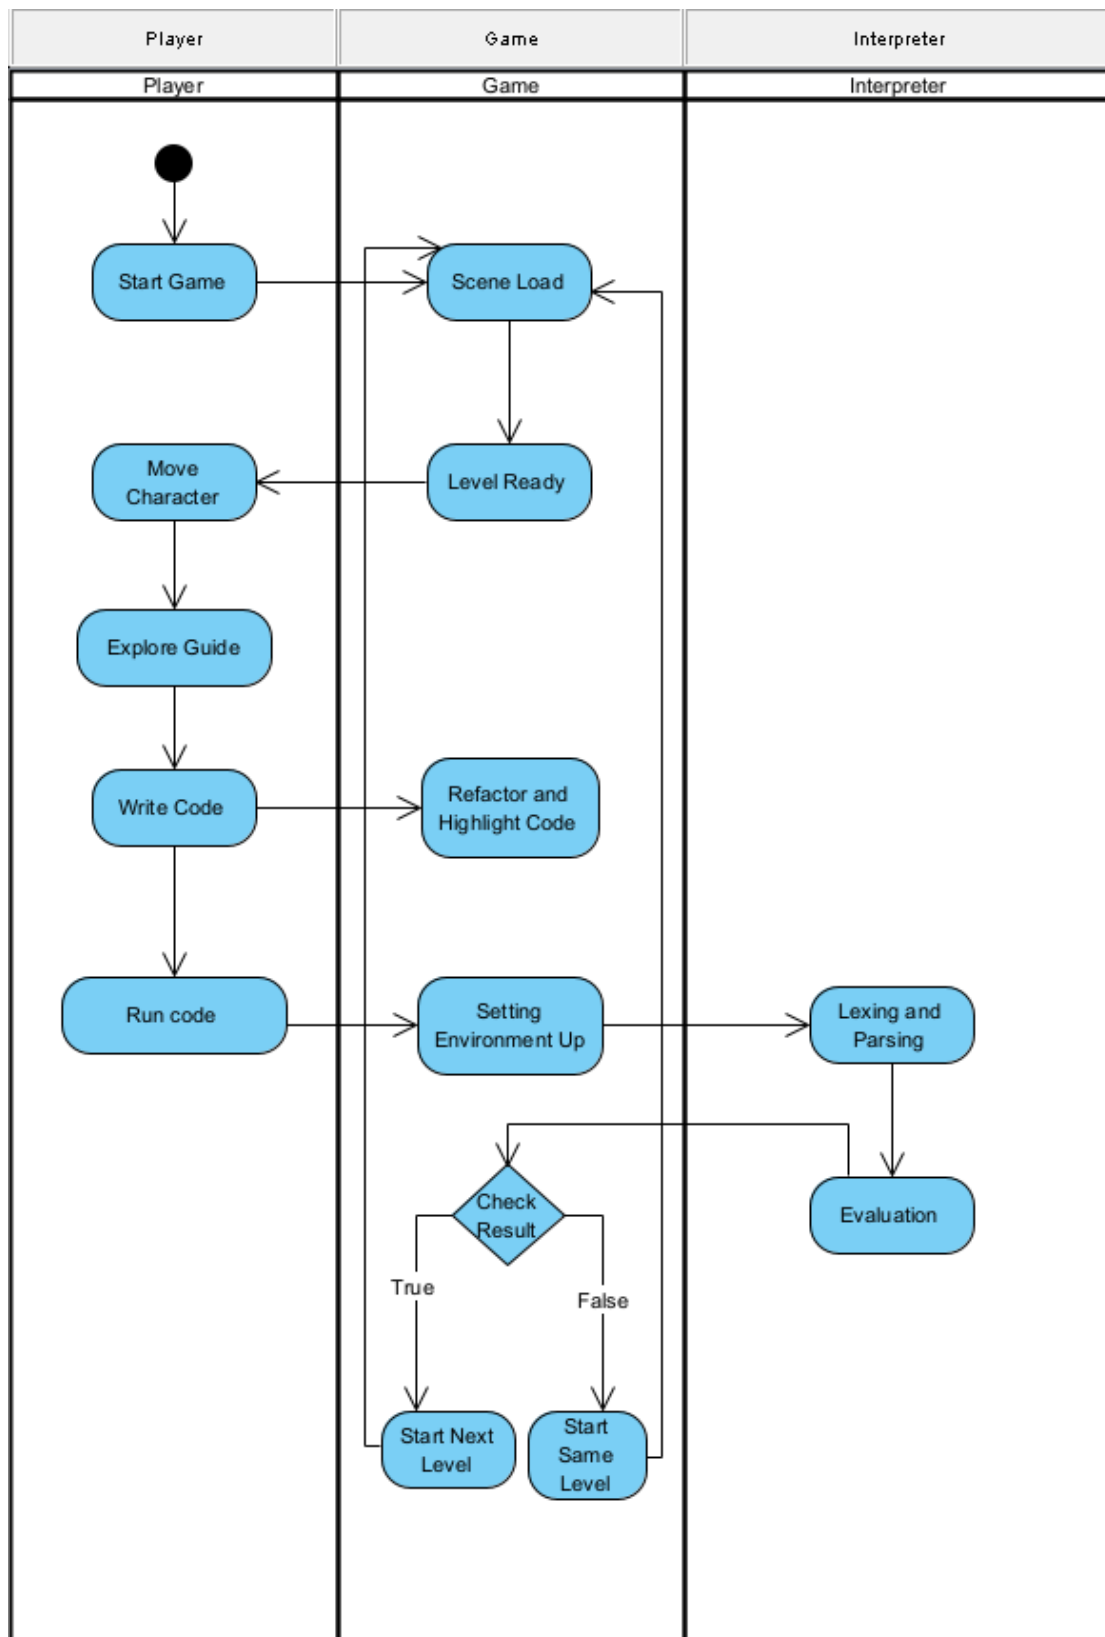 Player
Game
Interpreter
Player
Game
Interpreter
Start Game
Scene Load
Move
Character
Level Ready
Explore Guide
Write Code
Refactor and
Highlight Code
Run code
Setting
Environment Up
Lexing and
Parsing
Check
Result
Evaluation
True
False
Start Next
Level
Start
Same
Level